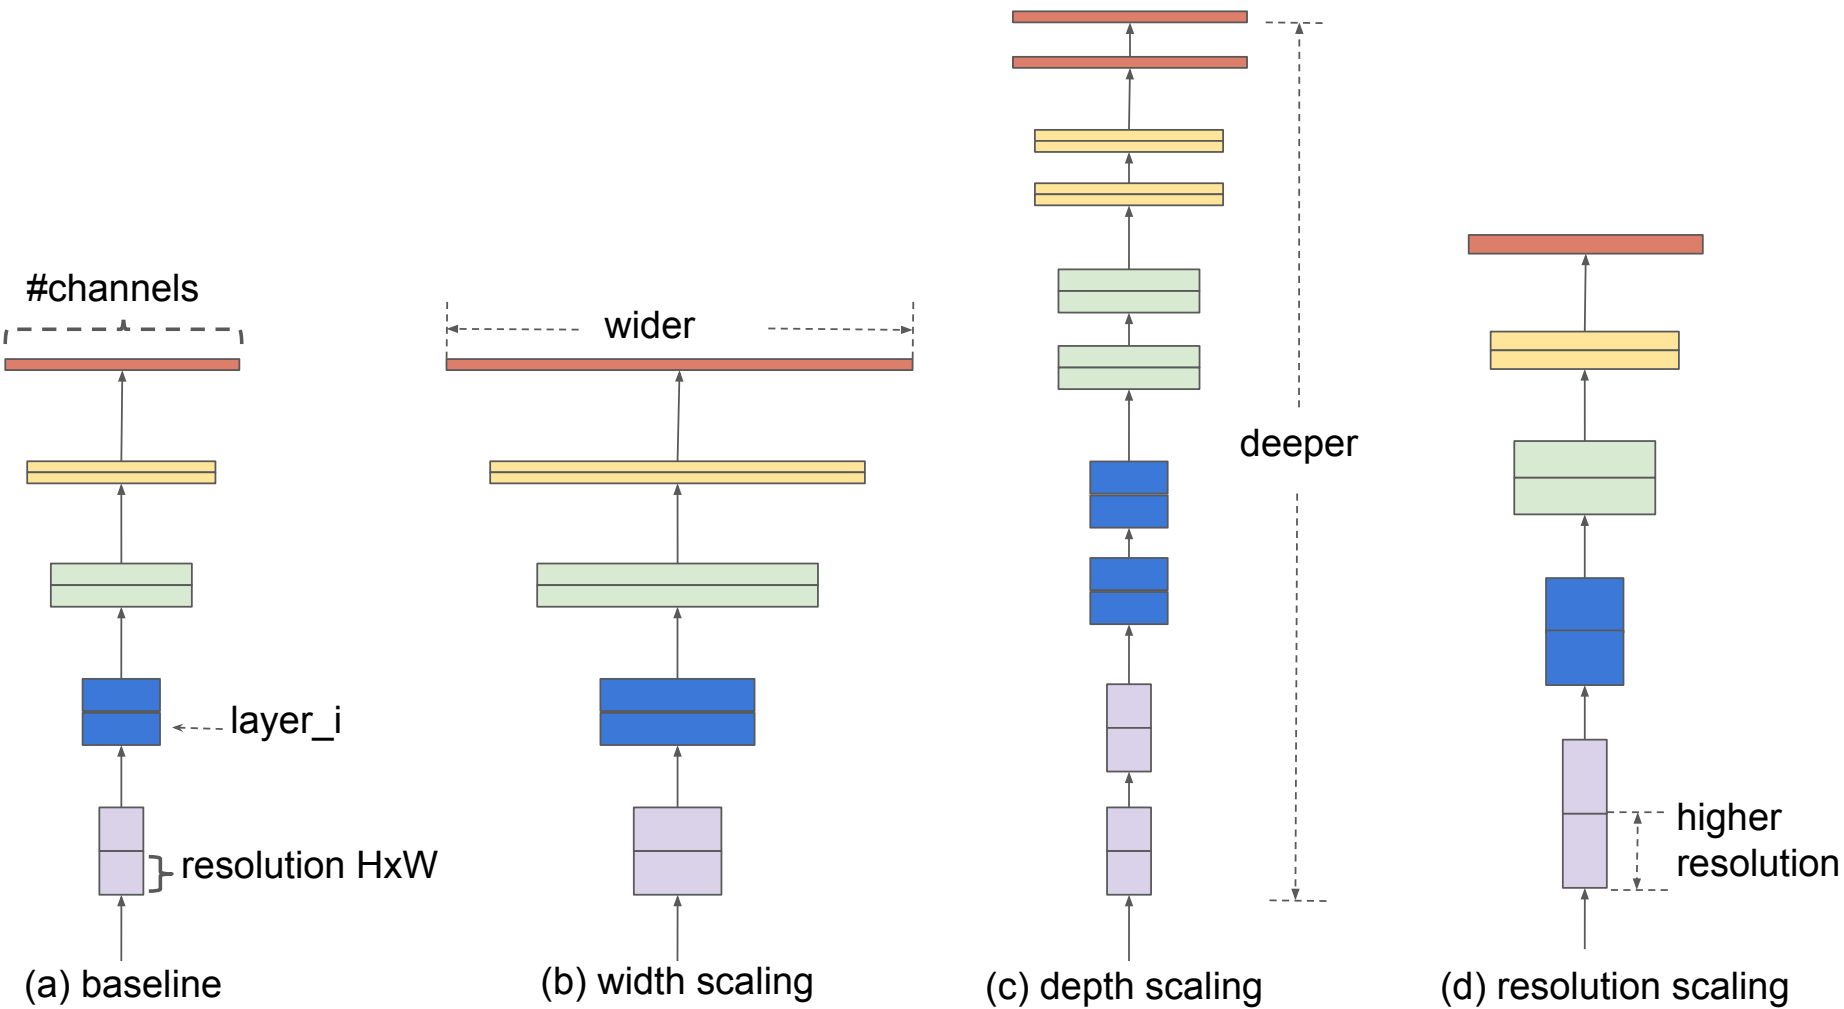 #channels
layer_i
resolution HxW
(a) baseline
wider
(b) width scaling
deeper
(c) depth scaling
higher
resolution
(d) resolution scaling